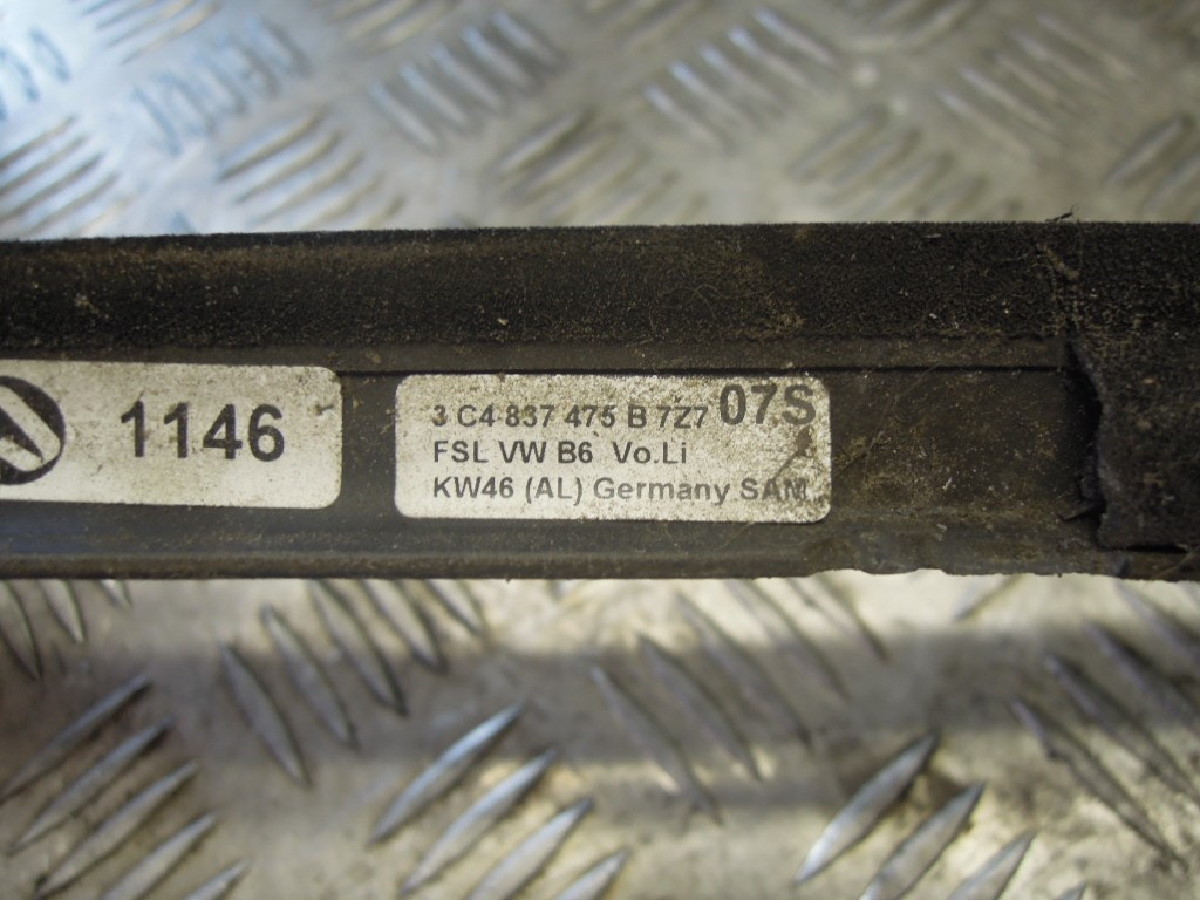 1146
3 C4 837 475 B 7Z7 07S
FSL VW B6 Vo.Li
KW46 (AL) Germany SAM